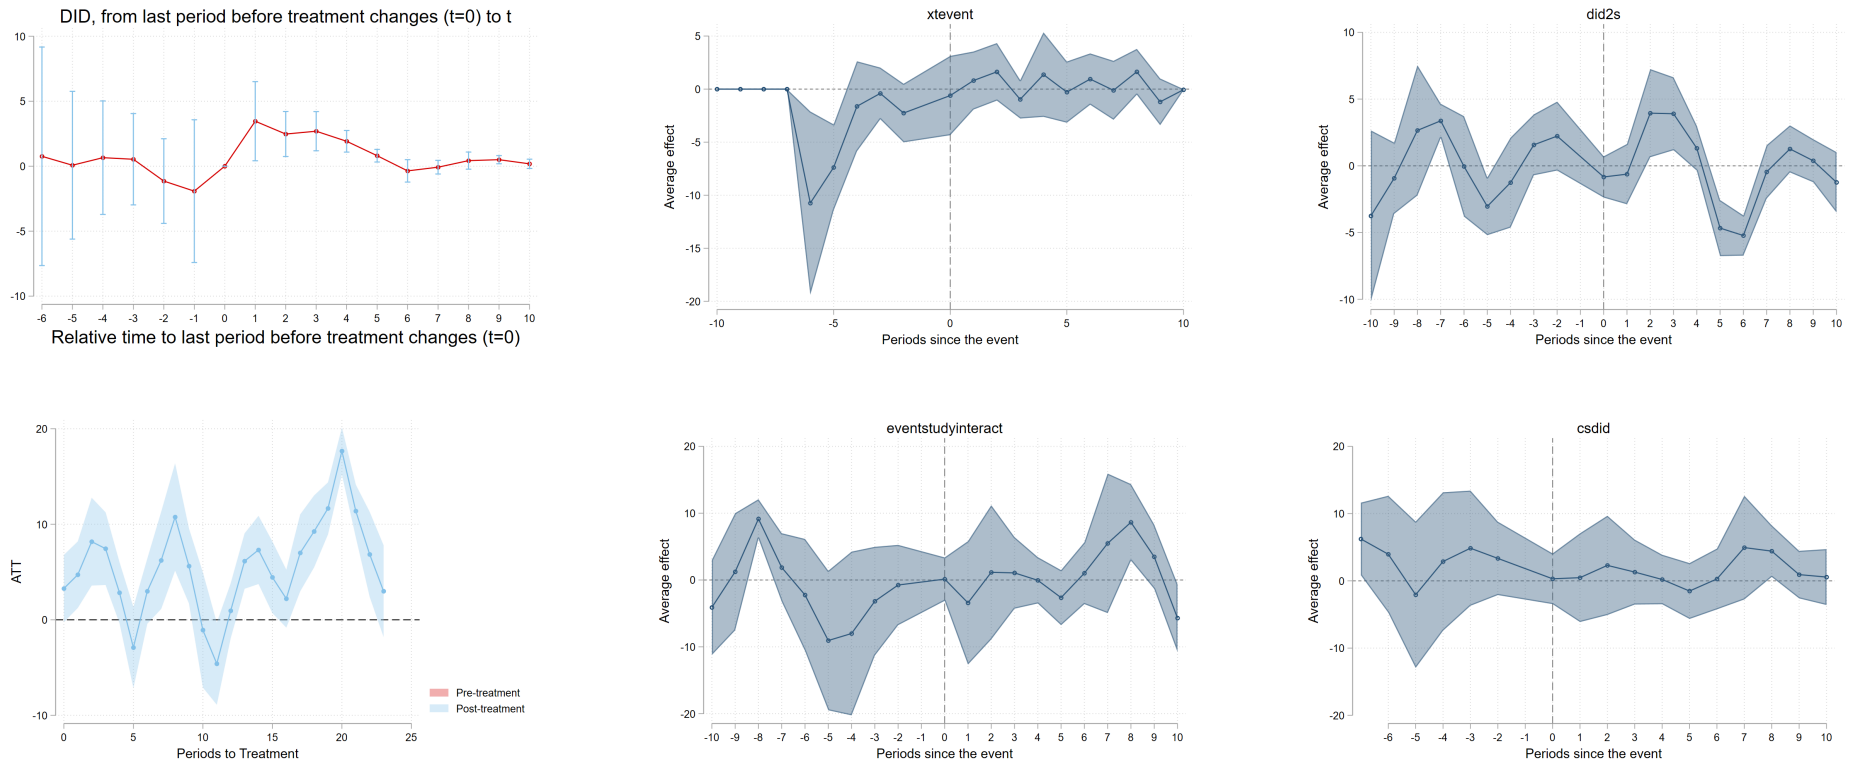 DID, from last period before treatment changes (t=0) to t
10
5
0
-5
-10
-6 -5 -4 -3 -2 -1 0 1 2 3 4 5 6 7 8 9 10
Relative time to last period before treatment changes (t=0)
xtevent
Average effect
5
0
-5
-10
-15
-20
-10 -5 0 5 10
Periods since the event
did2s
Average effect
10
5
0
-5
-10
-10 -9 -8 -7 -6 -5 -4 -3 -2 -1 0 1 2 3 4 5 6 7 8 9 10
Periods since the event
ATT
20
10
0
-10
0 5 10 15 20 25
Periods to Treatment
Pre-treatment
Post-treatment
eventstudyinteract
Average effect
20
10
0
-10
-20
-10 -9 -8 -7 -6 -5 -4 -3 -2 -1 0 1 2 3 4 5 6 7 8 9 10
Periods since the event
csdid
Average effect
20
10
0
-10
-20
-6 -5 -4 -3 -2 -1 0 1 2 3 4 5 6 7 8 9 10
Periods since the event